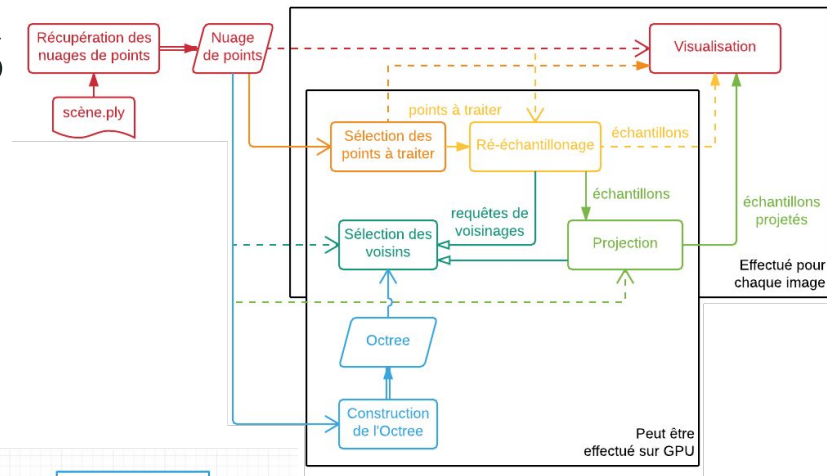 Récupération des
nuages de points
Nuage
de points
Visualisation
scène.ply
points à traiter
Sélection des
points à traiter
Ré-échantillonage
échantillons
échantillons
requêtes de
voisinages
échantillons
projetés
Sélection des
voisins
Projection
Effectué pour
chaque image
Octree
Construction
de l'Octree
Peut être
effectué sur GPU